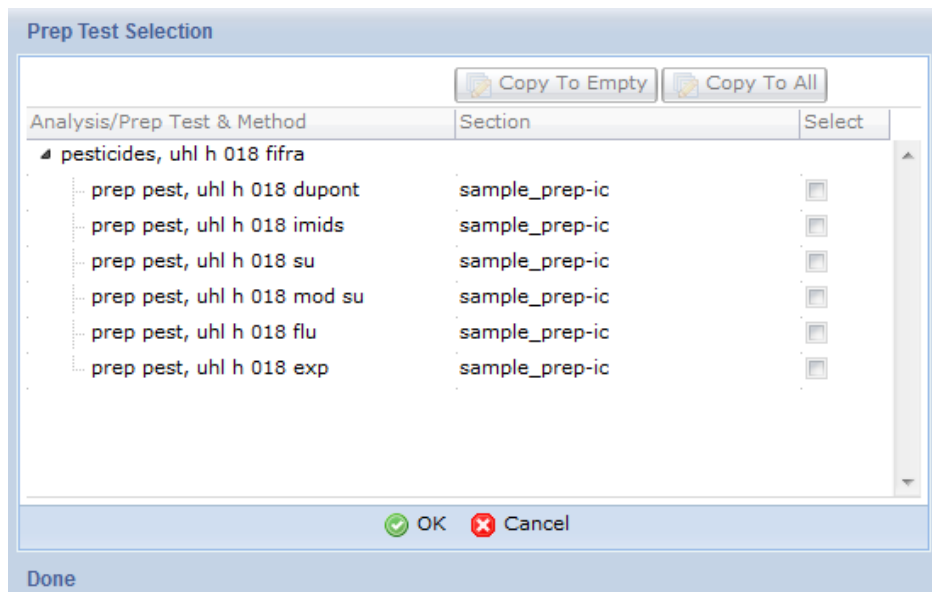 Prep Test Selection
Copy To Empty Copy To All
Analysis/Prep Test & Method Section Select
pesticides, uhl h 018 fifra
prep pest, uhl h 018 dupont sample_prep-ic
prep pest, uhl h 018 imids sample_prep-ic
prep pest, uhl h 018 su sample_prep-ic
prep pest, uhl h 018 mod su sample_prep-ic
prep pest, uhl h 018 flu sample_prep-ic
prep pest, uhl h 018 exp sample_prep-ic
OK Cancel
Done